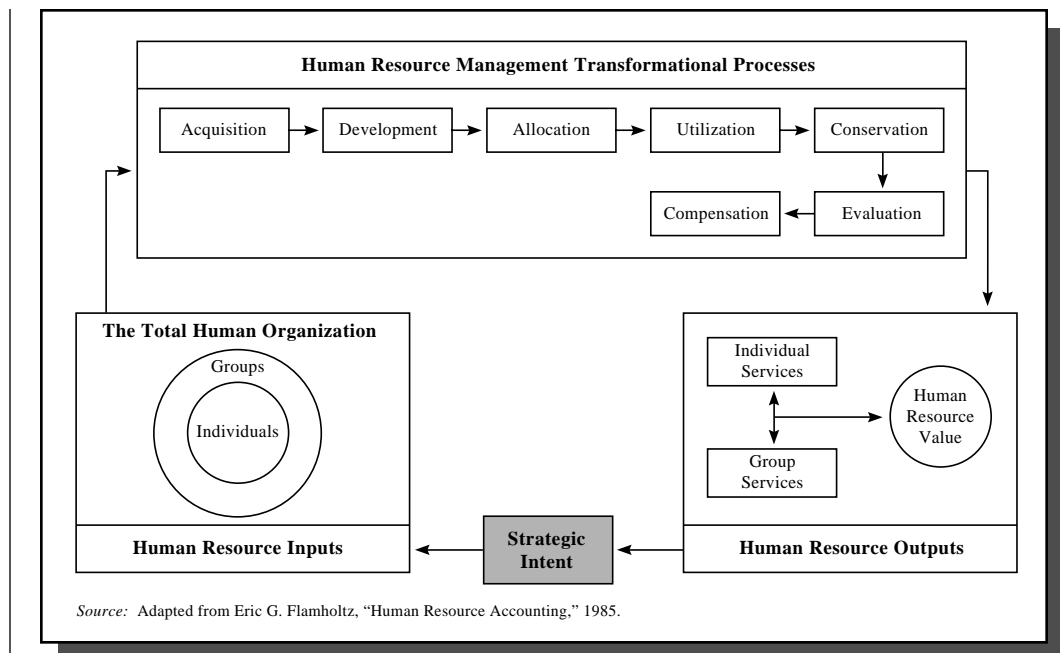 Human Resource Management Transformational Processes
Acquisition
Development
Allocation
Utilization
Conservation
Compensation
Evaluation
The Total Human Organization
Groups
Individuals
Human Resource Inputs
Strategic
Intent
Individual
Services
Group
Services
Human
Resource
Value
Human Resource Outputs
Source: Adapted from Eric G. Flamholtz, “Human Resource Accounting,” 1985.